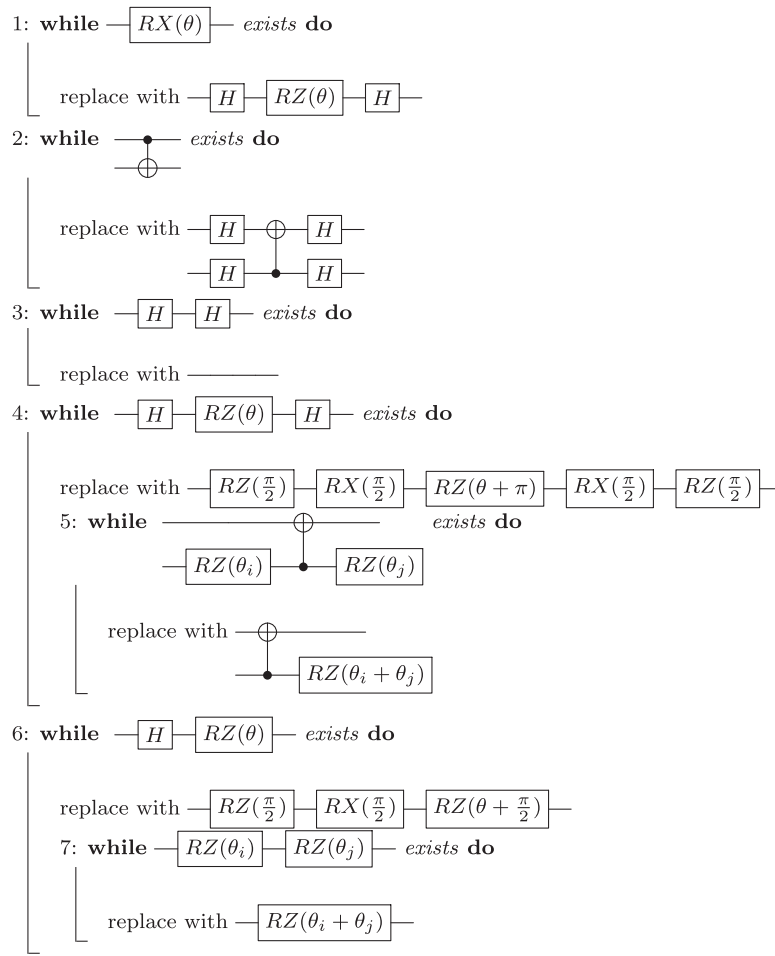 1: while RX(θ) exists do
replace with H RZ(θ) H
2: while exists do
replace with H H
H H
3: while H H exists do
replace with
4: while H RZ(θ) H exists do
replace with RZ(π/2) RX(π/2) RZ(θ + π) RX(π/2) RZ(π/2)
5: while exists do
RZ(θᵢ) RZ(θⱼ)
replace with
RZ(θᵢ + θⱼ)
6: while H RZ(θ) exists do
replace with RZ(π/2) RX(π/2) RZ(θ + π/2)
7: while RZ(θᵢ) RZ(θⱼ) exists do
replace with RZ(θᵢ + θⱼ)